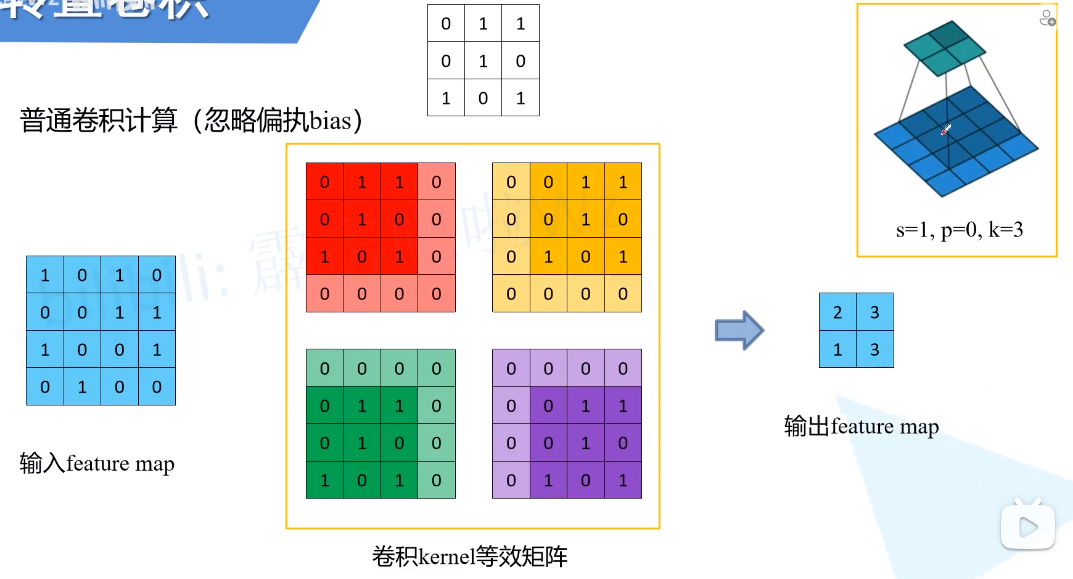 转置卷积
0 1 1
0 1 0
1 0 1
普通卷积计算（忽略偏执bias）
1 0 1 0
0 0 1 1
1 0 0 1
0 1 0 0
输入feature map
0 1 1 0
0 1 0 0
1 0 1 0
0 0 0 0
0 0 1 1
0 0 1 0
0 1 0 1
0 0 0 0
0 0 0 0
0 1 1 0
0 1 0 0
1 0 1 0
0 0 0 0
0 0 1 1
0 0 1 0
0 1 0 1
卷积kernel等效矩阵
s=1, p=0, k=3
2 3
1 3
输出feature map
bilibili: 霹
啦Wz